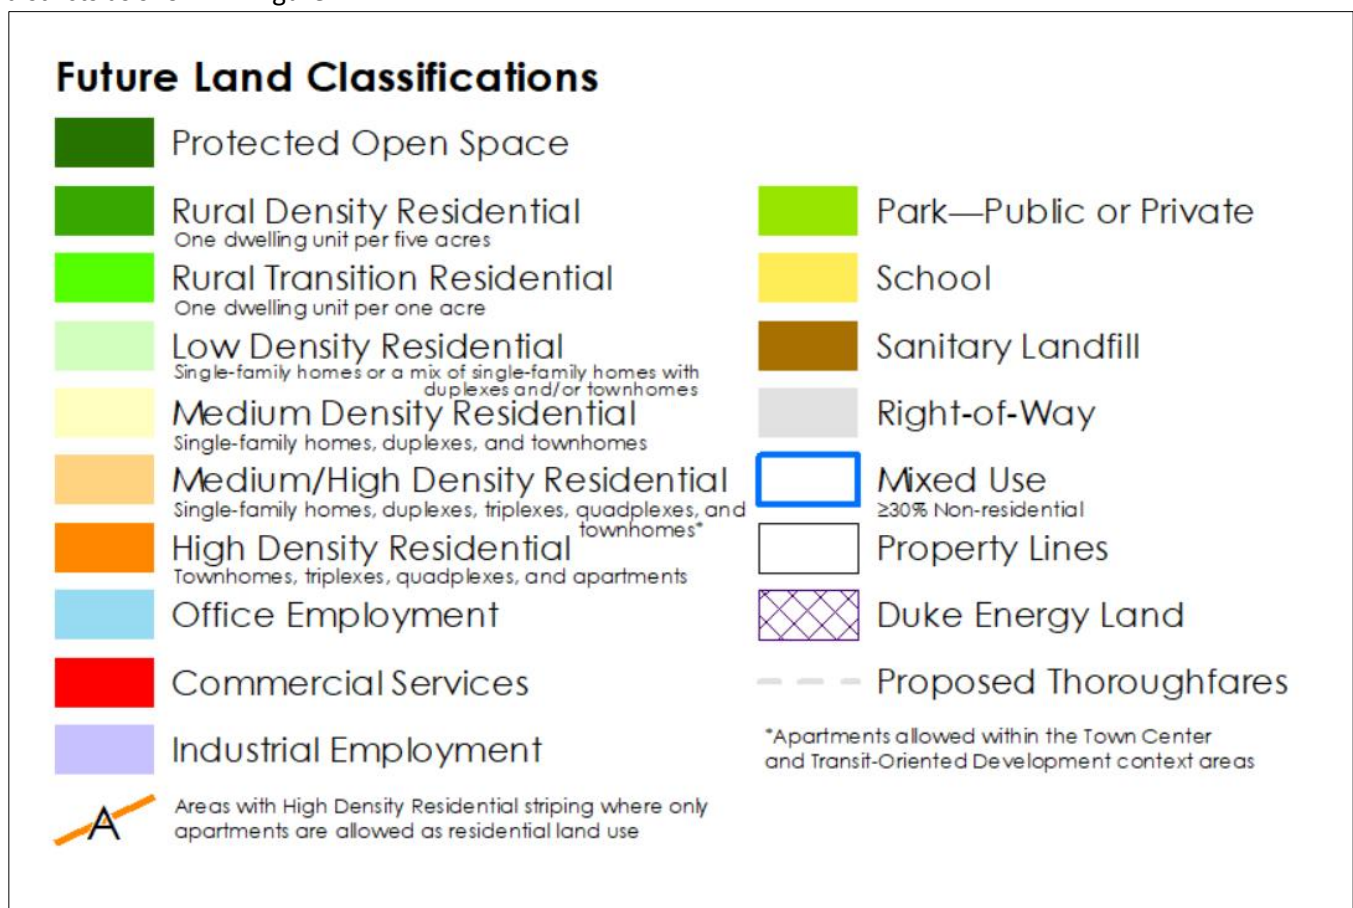 Future Land Classifications
Protected Open Space
Rural Density Residential
One dwelling unit per five acres
Rural Transition Residential
One dwelling unit per one acre
Low Density Residential
Single-family homes or a mix of single-family homes with
duplexes and/or townhomes
Medium Density Residential
Single-family homes, duplexes, and townhomes
Medium/High Density Residential
Single-family homes, duplexes, triplexes, quadplexes, and
townhomes*
High Density Residential
Townhomes, triplexes, quadplexes, and apartments
Office Employment
Commercial Services
Industrial Employment
A
Areas with High Density Residential striping where only
apartments are allowed as residential land use
Park—Public or Private
School
Sanitary Landfill
Right-of-Way
Mixed Use
≥30% Non-residential
Property Lines
Duke Energy Land
Proposed Thoroughfares
*Apartments allowed within the Town Center
and Transit-Oriented Development context areas